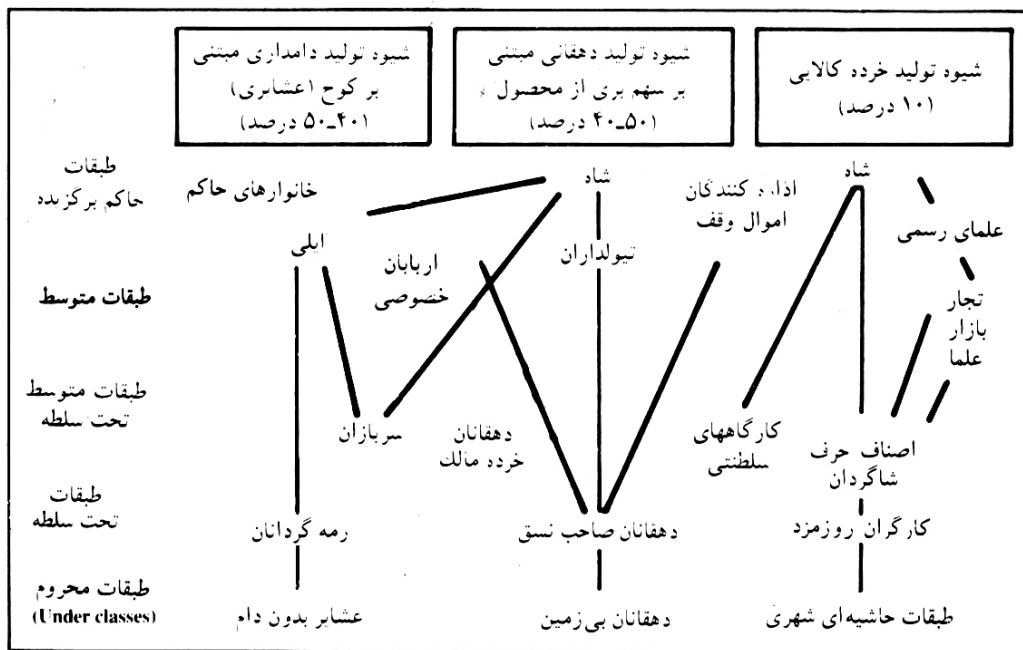 شیوه تولید خرده کالایی
(۱۰ درصد)
شیوه تولید دهقانی مبتنی
بر سهم بری از محصول
(۵۰-۴۰ درصد)
شیوه تولید دامداری مبتنی
بر کوح (عشایری)
(۴۰-۵۰ درصد)
طبقات
حاکم برگزیده
خانوارهای حاکم
ایلی
شاه
اداره کنندگان
اموال وقف
شاه
علمای رسمی
طبقات متوسط
اربابان
خصوصی
تیولداران
تجار
بازار
علما
طبقات متوسط
تحت سلطه
سربازان
دهقانان
خرده مالک
کارگاههای
سلطنتی
اصناف حرف
شاگردان
طبقات
تحت سلطه
رمه گردانان
دهقانان صاحب نسق
کارگران روزمزد
طبقات محروم
(Under classes)
عشایر بدون دام
دهقانان بی‌زمین
طبقات حاشیه‌ای شهری